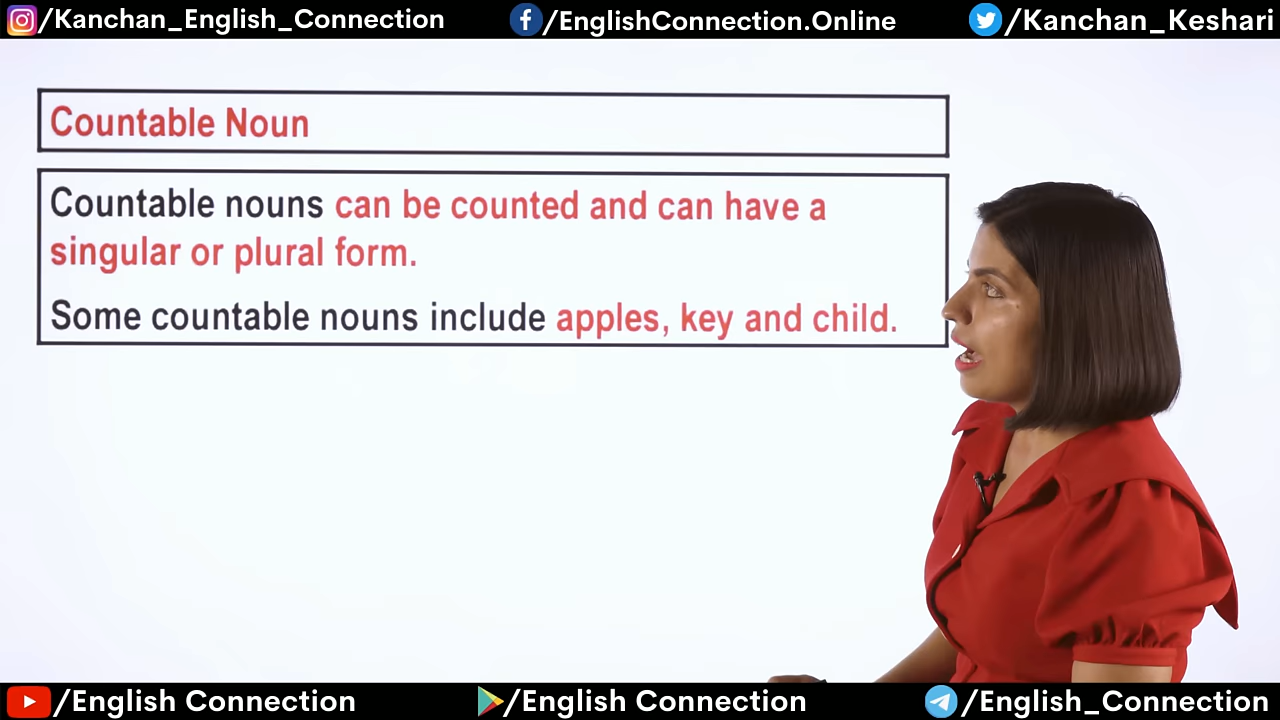 /Kanchan_English_Connection
/EnglishConnection.Online
/Kanchan_Keshari
Countable Noun
Countable nouns can be counted and can have a
singular or plural form.
Some countable nouns include apples, key and child.
/English Connection
/English Connection
/English_Connection